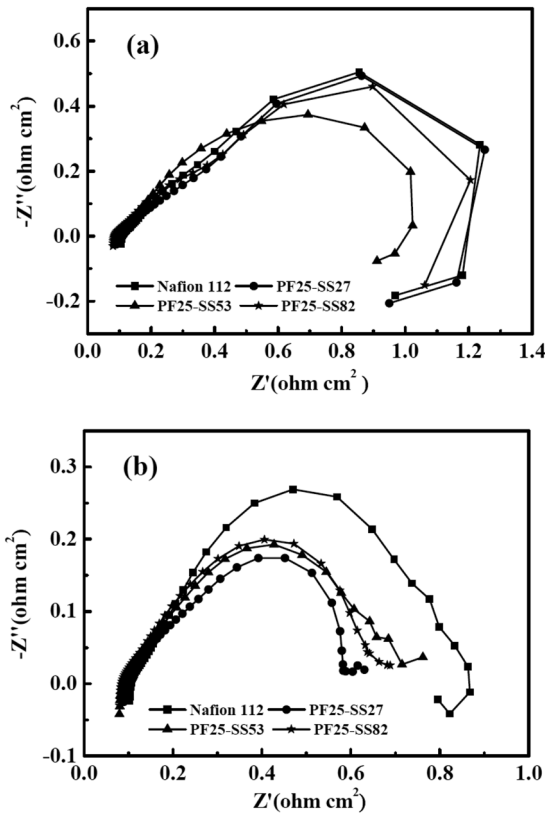 (a)
0.6
0.4
0.2
0.0
-0.2
-Z''(ohm cm²)
Nafion 112 PF25-SS27
PF25-SS53 PF25-SS82
0.0 0.2 0.4 0.6 0.8 1.0 1.2 1.4
Z'(ohm cm² )
(b)
0.3
0.2
0.1
0.0
-0.1
-Z''(ohm cm²)
Nafion 112 PF25-SS27
PF25-SS53 PF25-SS82
0.0 0.2 0.4 0.6 0.8 1.0
Z'(ohm cm²)